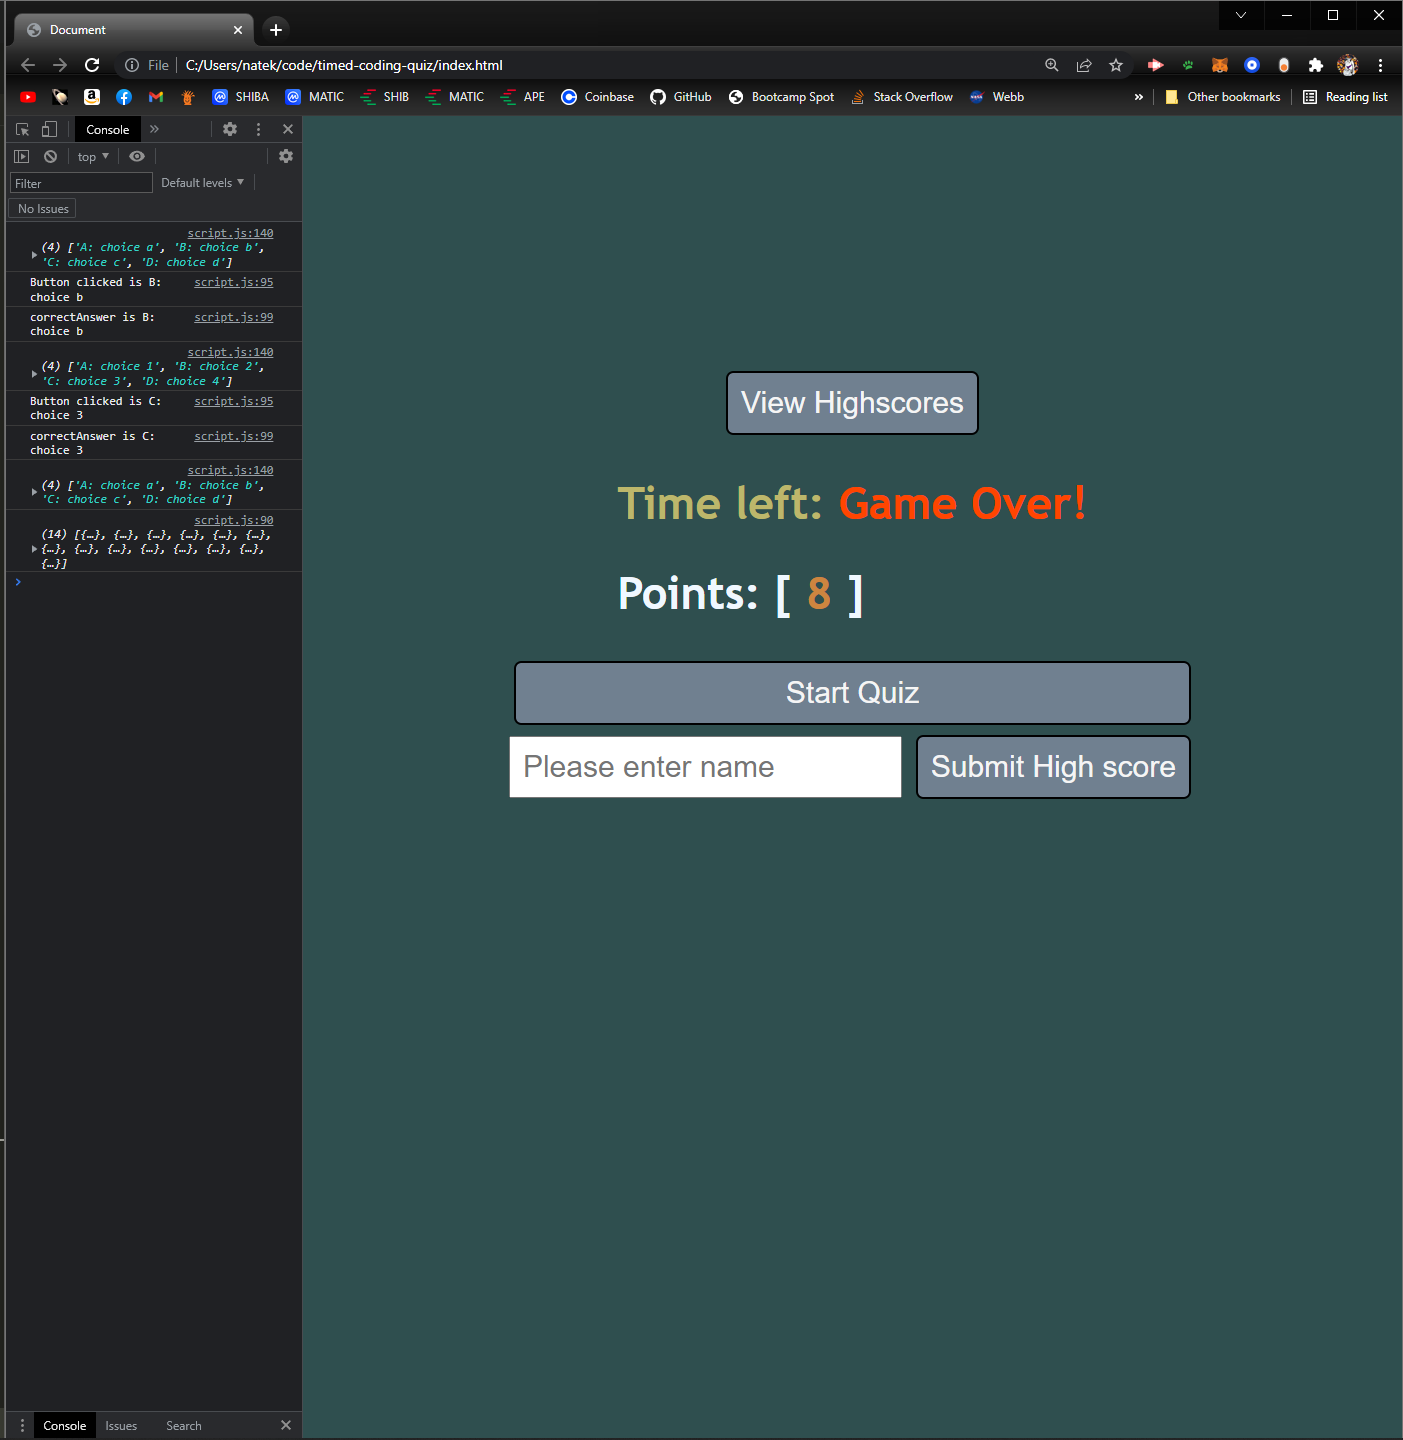 Document
File C:/Users/natek/code/timed-coding-quiz/index.html
SHIBA MATIC SHIB MATIC APE Coinbase GitHub Bootcamp Spot Stack Overflow Webb » Other bookmarks Reading list
Console »
top
Filter Default levels
No Issues
script.js:140
(4) ['A: choice a', 'B: choice b',
'C: choice c', 'D: choice d']
Button clicked is B: script.js:95
choice b
correctAnswer is B: script.js:99
choice b
script.js:140
(4) ['A: choice 1', 'B: choice 2',
'C: choice 3', 'D: choice 4']
Button clicked is C: script.js:95
choice 3
correctAnswer is C: script.js:99
choice 3
script.js:140
(4) ['A: choice a', 'B: choice b',
'C: choice c', 'D: choice d']
script.js:90
(14) [{…}, {…}, {…}, {…}, {…}, {…},
{…}, {…}, {…}, {…}, {…}, {…}, {…},
{…}]
View Highscores
Time left: Game Over!
Points: [ 8 ]
Start Quiz
Please enter name Submit High score
Console Issues Search